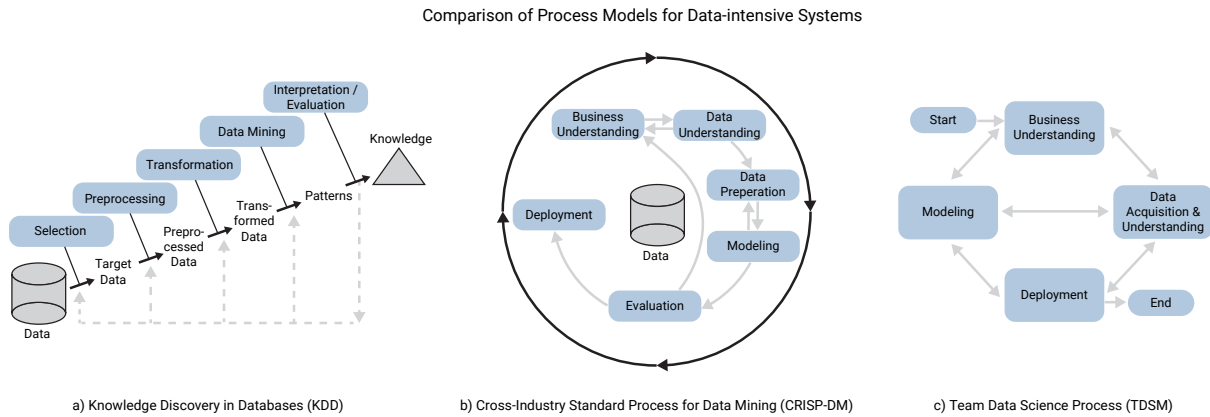 Comparison of Process Models for Data-intensive Systems
Interpretation /
Evaluation
Data Mining
Knowledge
Transformation
Preprocessing
Patterns
Trans-
formed
Data
Selection
Prepro-
cessed
Data
Target
Data
Data
a) Knowledge Discovery in Databases (KDD)
Business
Understanding
Data
Understanding
Data
Preperation
Deployment
Modeling
Data
Evaluation
b) Cross-Industry Standard Process for Data Mining (CRISP-DM)
Start
Business
Understanding
Modeling
Data
Acquisition &
Understanding
Deployment
End
c) Team Data Science Process (TDSM)